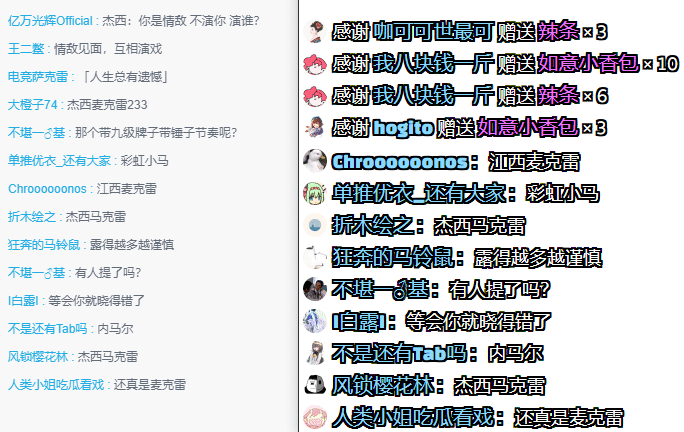 亿万光辉Official : 杰西：你是情敌 不演你 演谁？
王二鳖 : 情敌见面，互相演戏
电竞萨克雷 : 「人生总有遗憾」
大橙子74 : 杰西麦克雷233
不堪一♂基 : 那个带九级牌子带锤子节奏呢？
单推优衣_还有大家 : 彩虹小马
Chroooooonos : 江西麦克雷
折木绘之 : 杰西马克雷
狂奔的马铃鼠 : 露得越多越谨慎
不堪一♂基 : 有人提了吗？
I白露I : 等会你就晓得错了
不是还有Tab吗 : 内马尔
风锁樱花林 : 杰西马克雷
人类小姐吃瓜看戏 : 还真是麦克雷
感谢 咖可可世最可 赠送 辣条 × 3
感谢 我八块钱一斤 赠送 如意小香包 × 10
感谢 我八块钱一斤 赠送 辣条 × 6
感谢 hogito 赠送 如意小香包 × 3
Chroooooonos： 江西麦克雷
单推优衣_还有大家： 彩虹小马
折木绘之： 杰西马克雷
狂奔的马铃鼠： 露得越多越谨慎
不堪一♂基： 有人提了吗？
I白露I： 等会你就晓得错了
不是还有Tab吗： 内马尔
风锁樱花林： 杰西马克雷
人类小姐吃瓜看戏： 还真是麦克雷